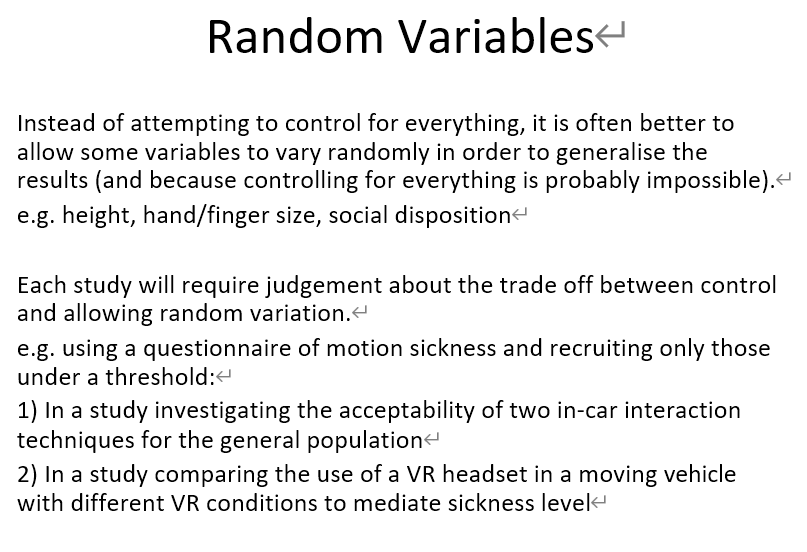 Random Variables↵
Instead of attempting to control for everything, it is often better to
allow some variables to vary randomly in order to generalise the
results (and because controlling for everything is probably impossible).↵
e.g. height, hand/finger size, social disposition↵
Each study will require judgement about the trade off between control
and allowing random variation.↵
e.g. using a questionnaire of motion sickness and recruiting only those
under a threshold:↵
1) In a study investigating the acceptability of two in-car interaction
techniques for the general population↵
2) In a study comparing the use of a VR headset in a moving vehicle
with different VR conditions to mediate sickness level↵